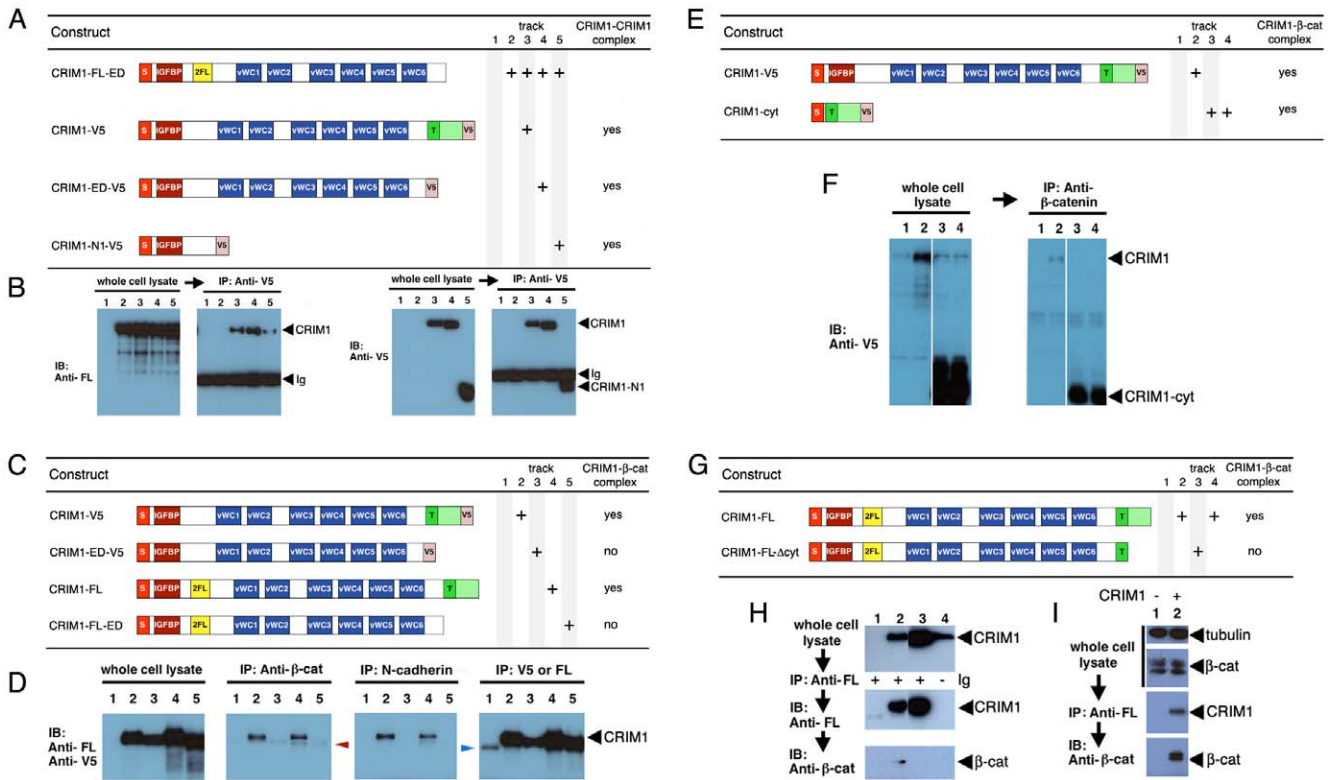 A
Construct
track
1 2 3 4 5
CRIM1-CRIM1
complex
CRIM1-FL-ED
S IGFBP 2FL vWC1 vWC2 vWC3 vWC4 vWC5 vWC6
+ + + +
CRIM1-V5
S IGFBP vWC1 vWC2 vWC3 vWC4 vWC5 vWC6 T V5
+ yes
CRIM1-ED-V5
S IGFBP vWC1 vWC2 vWC3 vWC4 vWC5 vWC6 V5
+ yes
CRIM1-N1-V5
S IGFBP V5
+ yes
B
whole cell lysate IP: Anti- V5
1 2 3 4 5 1 2 3 4 5
IB:
Anti- FL
CRIM1
Ig
whole cell lysate IP: Anti- V5
1 2 3 4 5 1 2 3 4 5
IB:
Anti- V5
CRIM1
Ig
CRIM1-N1
C
Construct
track
1 2 3 4 5
CRIM1-β-cat
complex
CRIM1-V5
S IGFBP vWC1 vWC2 vWC3 vWC4 vWC5 vWC6 T V5
+ yes
CRIM1-ED-V5
S IGFBP vWC1 vWC2 vWC3 vWC4 vWC5 vWC6 V5
+ no
CRIM1-FL
S IGFBP 2FL vWC1 vWC2 vWC3 vWC4 vWC5 vWC6 T
+ yes
CRIM1-FL-ED
S IGFBP 2FL vWC1 vWC2 vWC3 vWC4 vWC5 vWC6
+ no
D
whole cell lysate IP: Anti-β-cat IP: N-cadherin IP: V5 or FL
1 2 3 4 5 1 2 3 4 5 1 2 3 4 5 1 2 3 4 5
IB:
Anti- FL
Anti- V5
CRIM1
E
Construct
track
1 2 3 4
CRIM1-β-cat
complex
CRIM1-V5
S IGFBP vWC1 vWC2 vWC3 vWC4 vWC5 vWC6 T V5
+ yes
CRIM1-cyt
S T V5
+ + yes
F
whole cell
lysate
IP: Anti-
β-catenin
1 2 3 4 1 2 3 4
IB:
Anti- V5
CRIM1
CRIM1-cyt
G
Construct
track
1 2 3 4
CRIM1-β-cat
complex
CRIM1-FL
S IGFBP 2FL vWC1 vWC2 vWC3 vWC4 vWC5 vWC6 T
+ + yes
CRIM1-FL-Δcyt
S IGFBP 2FL vWC1 vWC2 vWC3 vWC4 vWC5 vWC6 T
+ no
H
1 2 3 4
whole cell
lysate
CRIM1
IP: Anti-FL + + + - Ig
IB:
Anti- FL
CRIM1
IB:
Anti-β-cat
β-cat
I
CRIM1 - +
1 2
whole cell
lysate
tubulin
β-cat
IP: Anti-FL
CRIM1
IB:
Anti-β-cat
β-cat